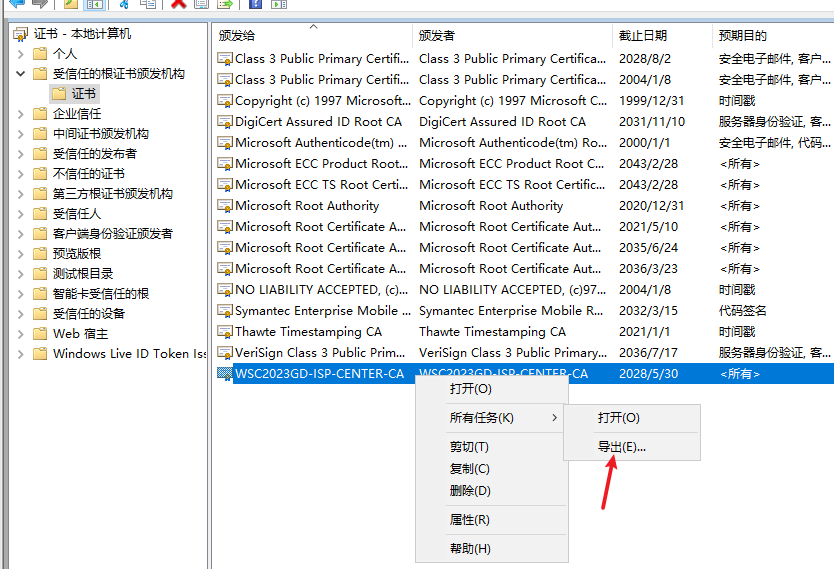 证书 - 本地计算机
个人
受信任的根证书颁发机构
证书
企业信任
中间证书颁发机构
受信任的发布者
不信任的证书
第三方根证书颁发机构
受信任人
客户端身份验证颁发者
预览版根
测试根目录
智能卡受信任的根
受信任的设备
Web 宿主
Windows Live ID Token Iss
颁发给 颁发者 截止日期 预期目的
Class 3 Public Primary Certifi... Class 3 Public Primary Certifica... 2028/8/2 安全电子邮件, 客户...
Class 3 Public Primary Certifi... Class 3 Public Primary Certifica... 2004/1/8 安全电子邮件, 客户...
Copyright (c) 1997 Microsoft... Copyright (c) 1997 Microsoft C... 1999/12/31 时间戳
DigiCert Assured ID Root CA DigiCert Assured ID Root CA 2031/11/10 服务器身份验证, 客...
Microsoft Authenticode(tm) ... Microsoft Authenticode(tm) Ro... 2000/1/1 安全电子邮件, 代码...
Microsoft ECC Product Root... Microsoft ECC Product Root Ce... 2043/2/28 <所有>
Microsoft ECC TS Root Certi... Microsoft ECC TS Root Certific... 2043/2/28 <所有>
Microsoft Root Authority Microsoft Root Authority 2020/12/31 <所有>
Microsoft Root Certificate A... Microsoft Root Certificate Aut... 2021/5/10 <所有>
Microsoft Root Certificate A... Microsoft Root Certificate Aut... 2035/6/24 <所有>
Microsoft Root Certificate A... Microsoft Root Certificate Aut... 2036/3/23 <所有>
NO LIABILITY ACCEPTED, (c)... NO LIABILITY ACCEPTED, (c)97... 2004/1/8 时间戳
Symantec Enterprise Mobile ... Symantec Enterprise Mobile R... 2032/3/15 代码签名
Thawte Timestamping CA Thawte Timestamping CA 2021/1/1 时间戳
VeriSign Class 3 Public Prim... VeriSign Class 3 Public Primary... 2036/7/17 服务器身份验证, 客...
WSC2023GD-ISP-CENTER-CA WSC2023GD-ISP-CENTER-CA 2028/5/30 <所有>
打开(O)
所有任务(K)
剪切(T)
复制(C)
删除(D)
属性(R)
帮助(H)
打开(O)
导出(E)...